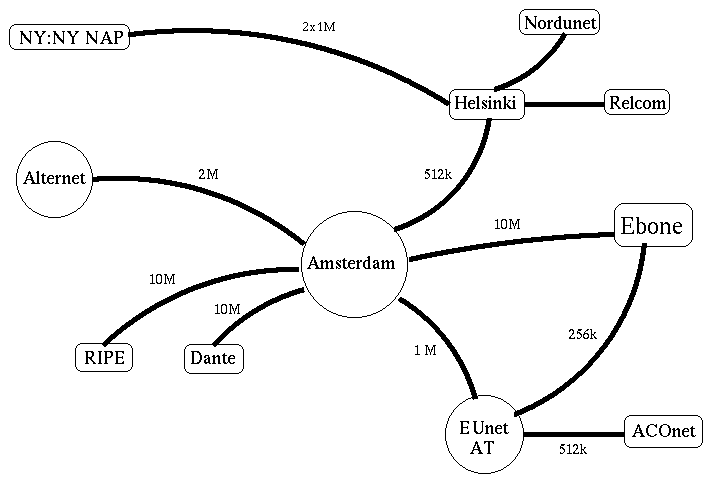 Nordunet
2x1M
NY:NY NAP
Helsinki
Relcom
Alternet
2M
512k
Ebone
10M
Amsterdam
10M
10M
256k
RIPE
Dante
1 M
EUnet
AT
ACOnet
512k